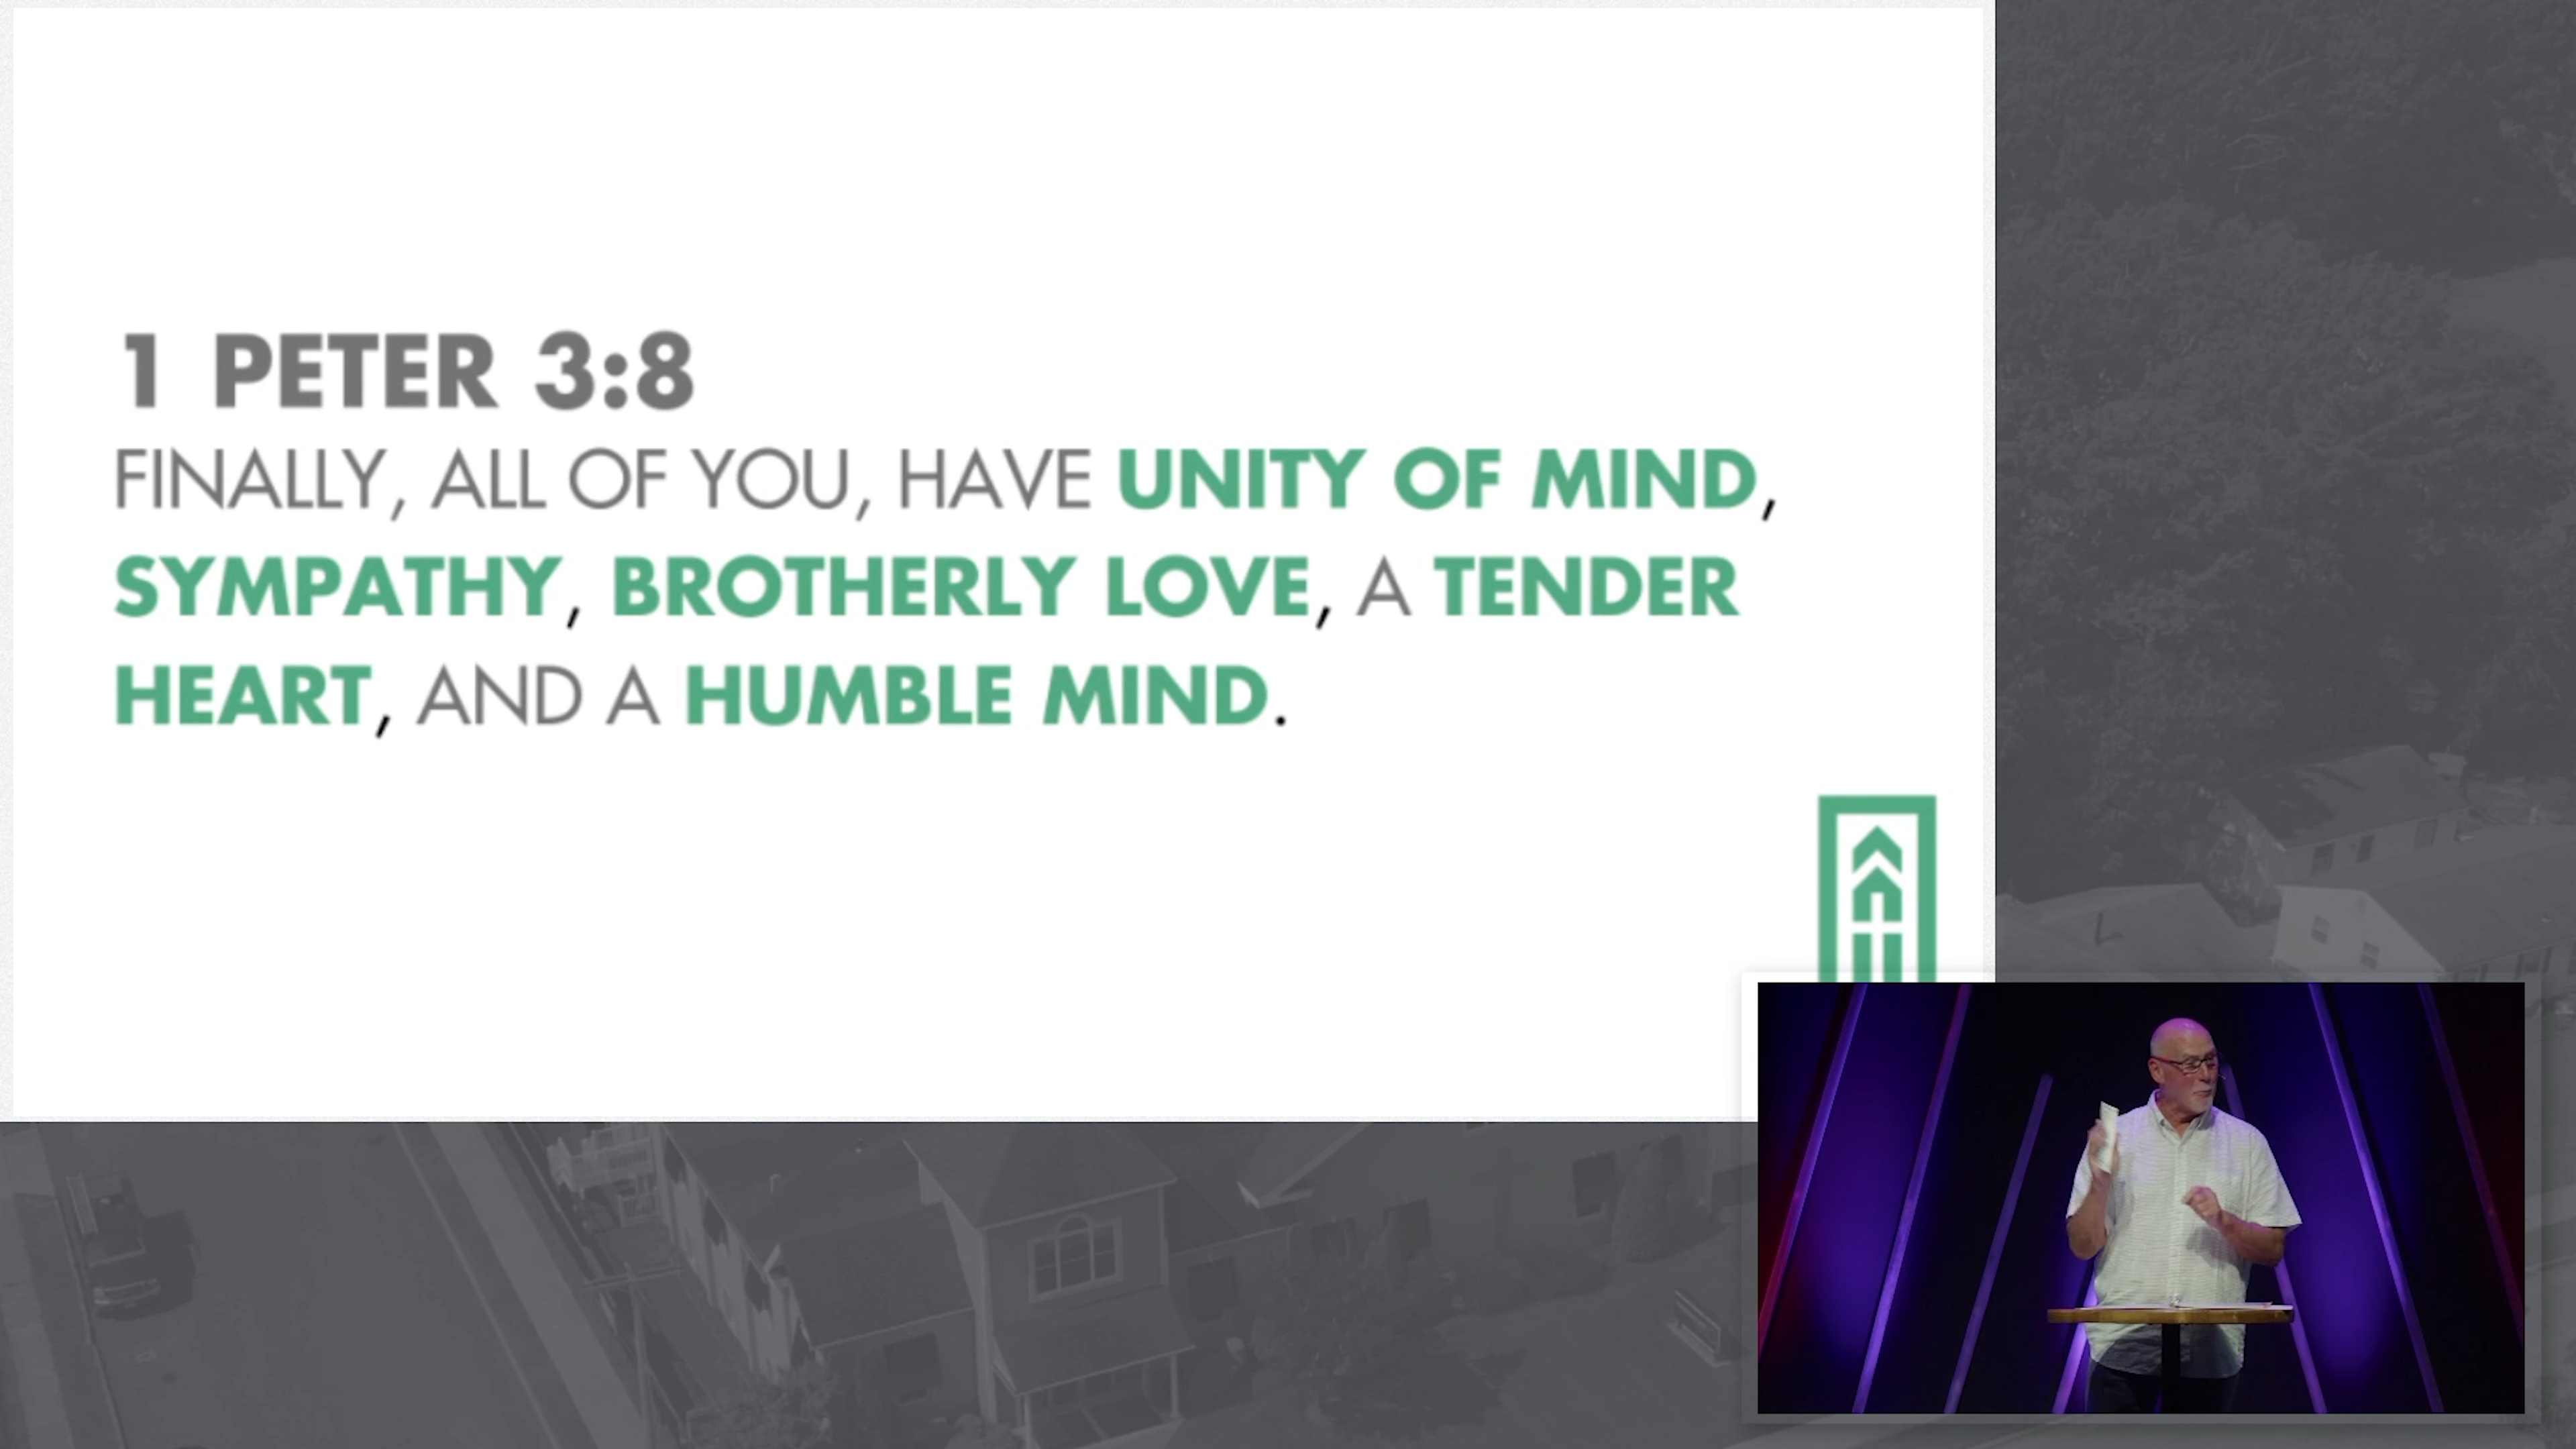 1 PETER 3:8
FINALLY, ALL OF YOU, HAVE UNITY OF MIND,
SYMPATHY, BROTHERLY LOVE, A TENDER
HEART, AND A HUMBLE MIND.